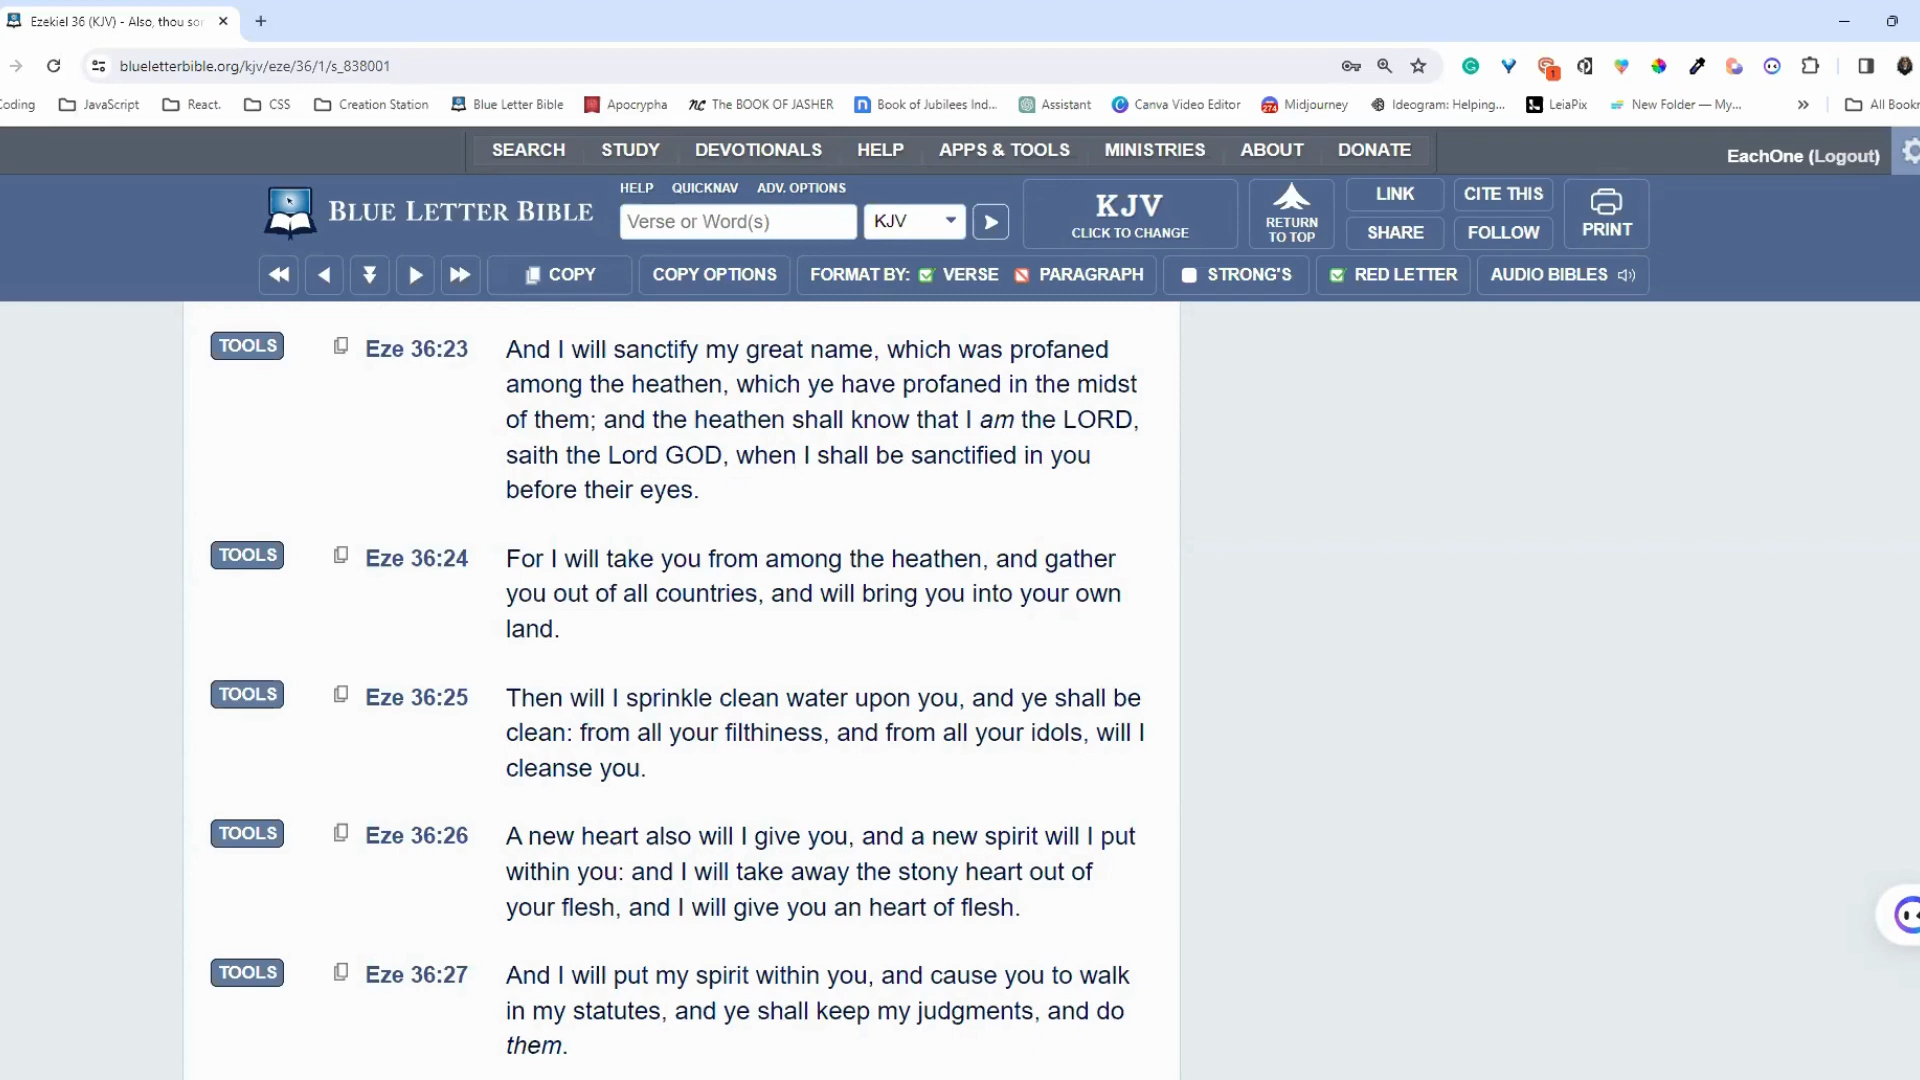 Ezekiel 36 (KJV) - Also, thou so
blueletterbible.org/kjv/eze/36/1/s_838001
1
Coding JavaScript React. CSS Creation Station Blue Letter Bible Apocrypha The BOOK OF JASHER Book of Jubilees Ind... Assistant Canva Video Editor Midjourney Ideogram: Helping... LeiaPix New Folder — My... » All Bookm
SEARCH STUDY DEVOTIONALS HELP APPS & TOOLS MINISTRIES ABOUT DONATE
EachOne (Logout)
HELP QUICKNAV ADV. OPTIONS
BLUE LETTER BIBLE
Verse or Word(s) KJV
KJV
CLICK TO CHANGE
RETURN
TO TOP
LINK CITE THIS
SHARE FOLLOW
PRINT
COPY COPY OPTIONS FORMAT BY: VERSE PARAGRAPH STRONG'S RED LETTER AUDIO BIBLES
TOOLS Eze 36:23 And I will sanctify my great name, which was profaned
among the heathen, which ye have profaned in the midst
of them; and the heathen shall know that I am the LORD,
saith the Lord GOD, when I shall be sanctified in you
before their eyes.
TOOLS Eze 36:24 For I will take you from among the heathen, and gather
you out of all countries, and will bring you into your own
land.
TOOLS Eze 36:25 Then will I sprinkle clean water upon you, and ye shall be
clean: from all your filthiness, and from all your idols, will I
cleanse you.
TOOLS Eze 36:26 A new heart also will I give you, and a new spirit will I put
within you: and I will take away the stony heart out of
your flesh, and I will give you an heart of flesh.
TOOLS Eze 36:27 And I will put my spirit within you, and cause you to walk
in my statutes, and ye shall keep my judgments, and do
them.